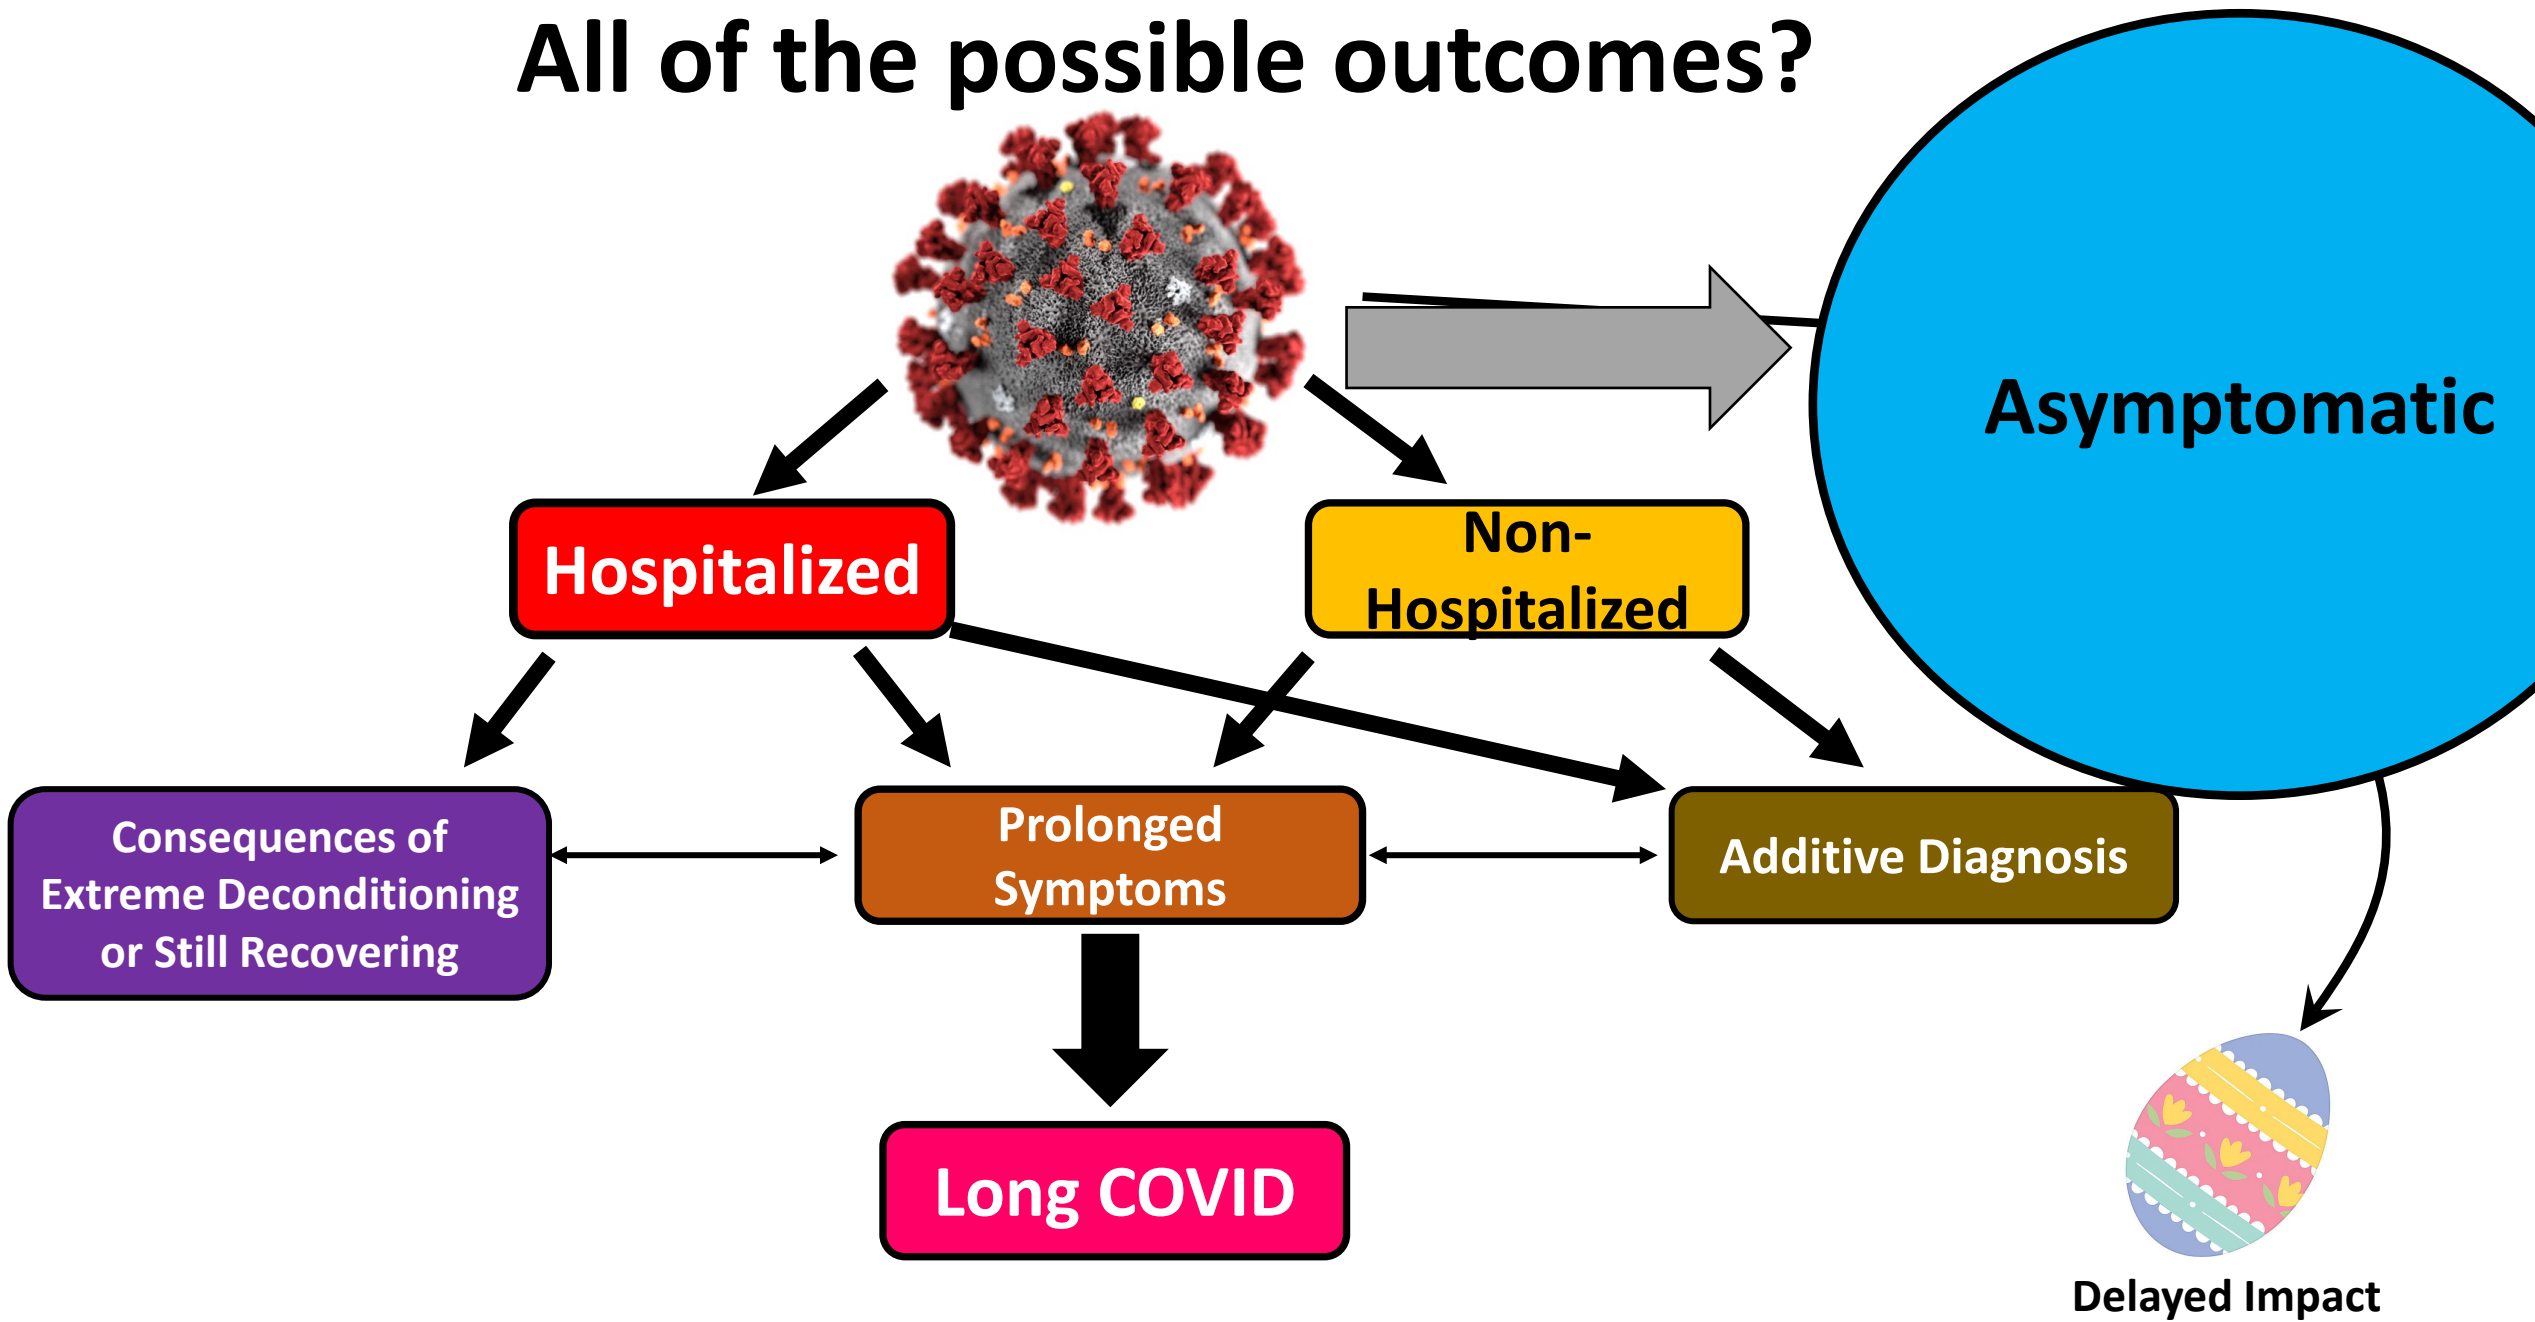 All of the possible outcomes?
Asymptomatic
Hospitalized
Non-
Hospitalized
Consequences of
Extreme Deconditioning
or Still Recovering
Prolonged
Symptoms
Additive Diagnosis
Long COVID
Delayed Impact